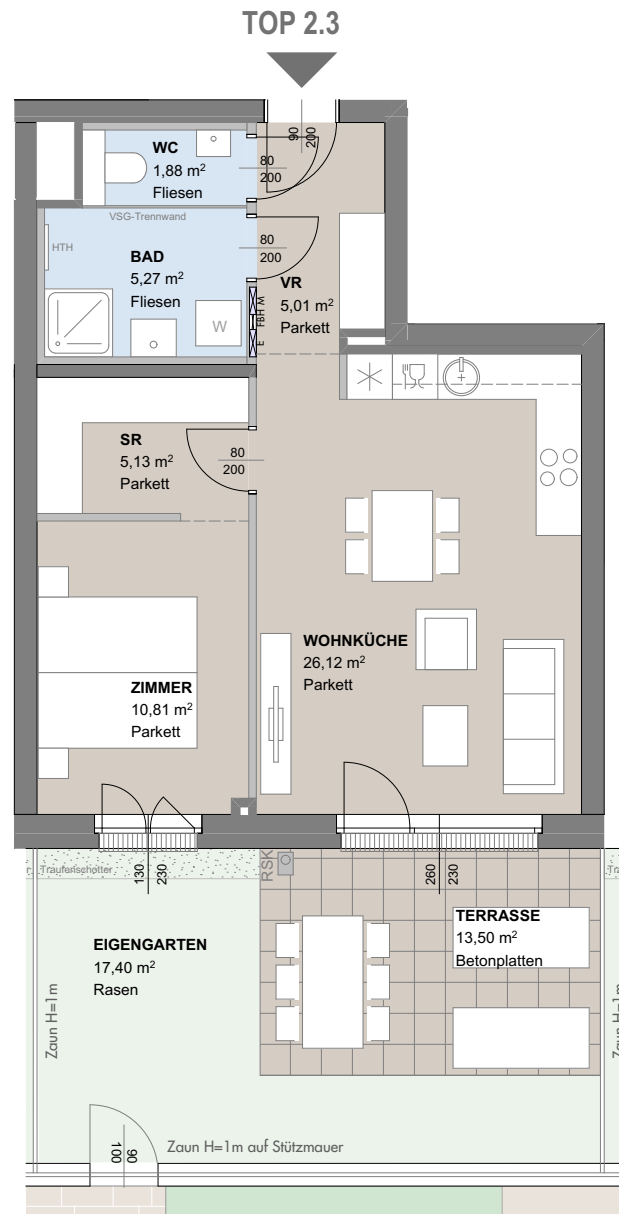 TOP 2.3
90
200
WC
1,88 m²
Fliesen
80
200
VSG-Trennwand
HTH
BAD
5,27 m²
Fliesen
80
200
W
VR
5,01 m²
Parkett
E FBH M
SR
5,13 m²
Parkett
80
200
WOHNKÜCHE
26,12 m²
Parkett
ZIMMER
10,81 m²
Parkett
Traufenschotter
130
230
RSK
260
230
Tra
EIGENGARTEN
17,40 m²
Rasen
TERRASSE
13,50 m²
Betonplatten
Zaun H=1m
Zaun H=1m
90
100
Zaun H=1m auf Stützmauer